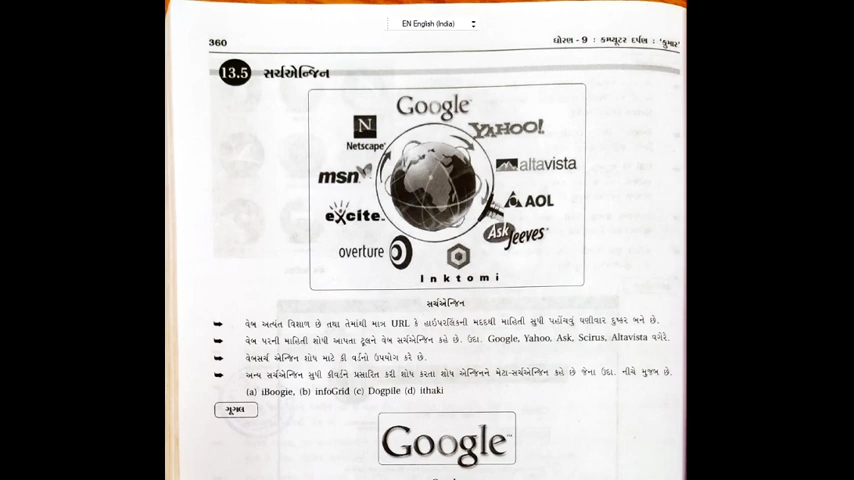 EN English (India)
360
ધોરણ - 9 : કમ્પ્યૂટર દર્પણ : 'કુમાર'
13.5 સર્ચએન્જિન
Google
N
Netscape
YAHOO!
msn
altavista
excite
AOL
Ask Jeeves
overture
Inktomi
સર્ચએન્જિન
વેબ અત્યંત વિશાળ છે તથા તેમાંથી માત્ર URL કે હાઇપરલિંકની મદદથી માહિતી સુધી પહોંચવું ઘણીવાર દુષ્કર બને છે.
વેબ પરની માહિતી શોધી આપતા ટૂલને વેબ સર્ચએન્જિન કહે છે. ઉદા. Google, Yahoo, Ask, Scirus, Altavista વગેરે.
વેબસર્ચ એન્જિન શોધ માટે કી વર્ડનો ઉપયોગ કરે છે.
અન્ય સર્ચએન્જિન સુધી કીવર્ડને પ્રસારિત કરી શોધ કરતા શોધ એન્જિનને મેટા-સર્ચએન્જિન કહે છે જેના ઉદા. નીચે મુજબ છે.
(a) iBoogie, (b) infoGrid (c) Dogpile (d) ithaki
ગૂગલ
Google